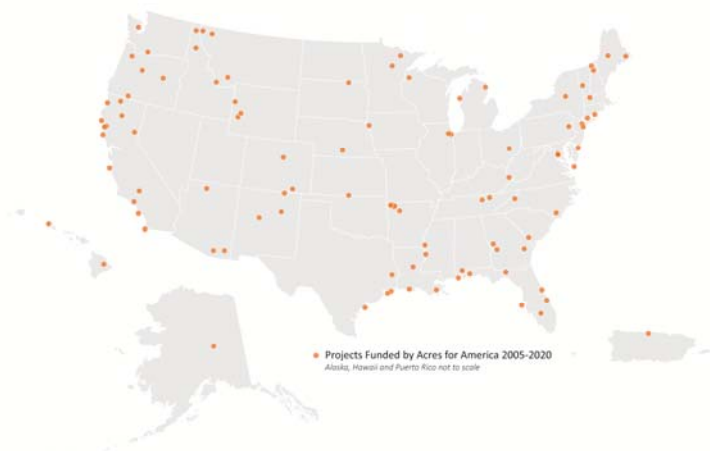 Projects Funded by Acres for America 2005-2020
Alaska, Hawaii and Puerto Rico not to scale